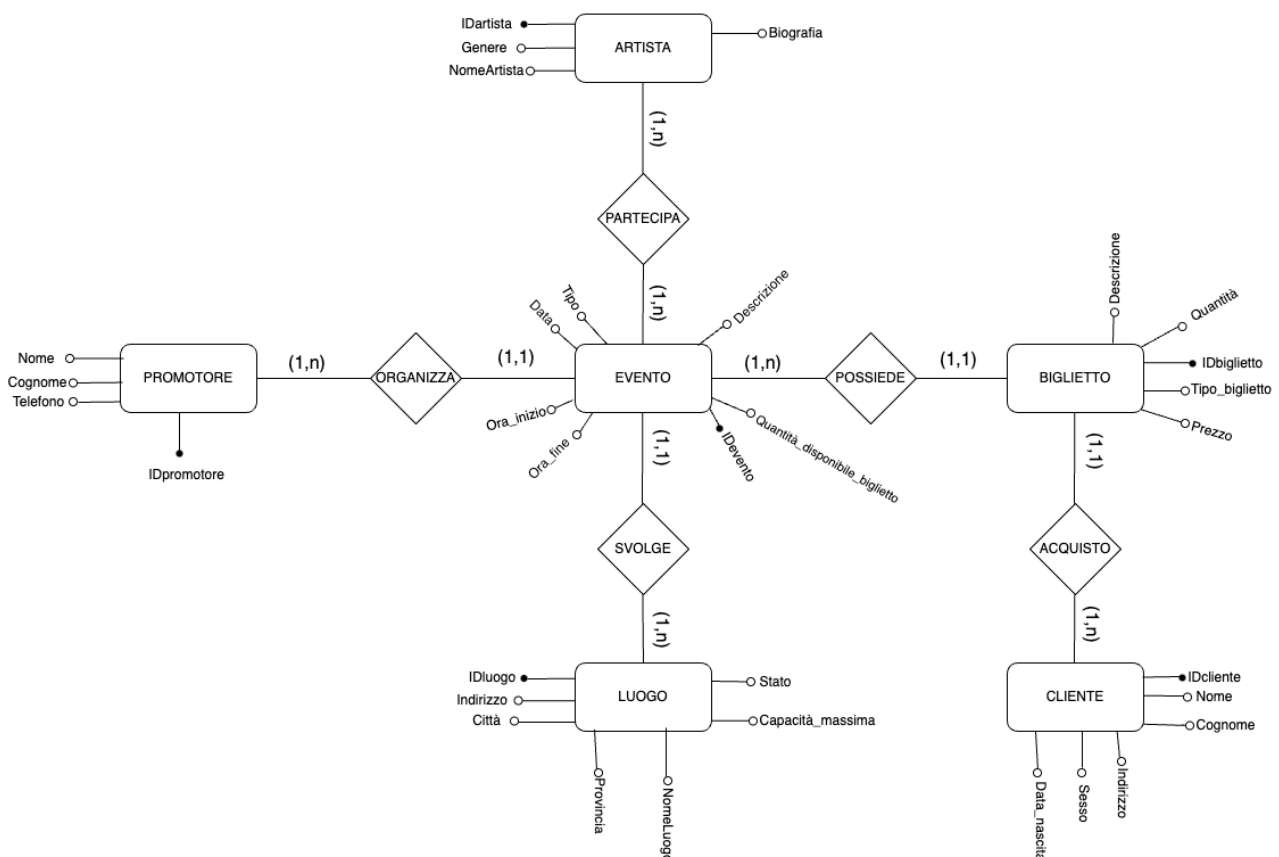 IDartista
Genere
NomeArtista
ARTISTA
Biografia
(1,n)
PARTECIPA
(1,n)
Data
Tipo
Descrizione
Descrizione
Quantità
Nome
Cognome
Telefono
PROMOTORE
IDpromotore
(1,n)
ORGANIZZA
(1,1)
EVENTO
Ora_inizio
Ora_fine
IDevento
Quantità_disponibile_biglietto
(1,n)
POSSIEDE
(1,1)
BIGLIETTO
IDbiglietto
Tipo_biglietto
Prezzo
(1,1)
SVOLGE
(1,n)
(1,1)
ACQUISTO
(1,n)
IDluogo
Indirizzo
Città
LUOGO
Stato
Capacità_massima
Provincia
NomeLuogo
CLIENTE
IDcliente
Nome
Cognome
Data_nascita
Sesso
Indirizzo